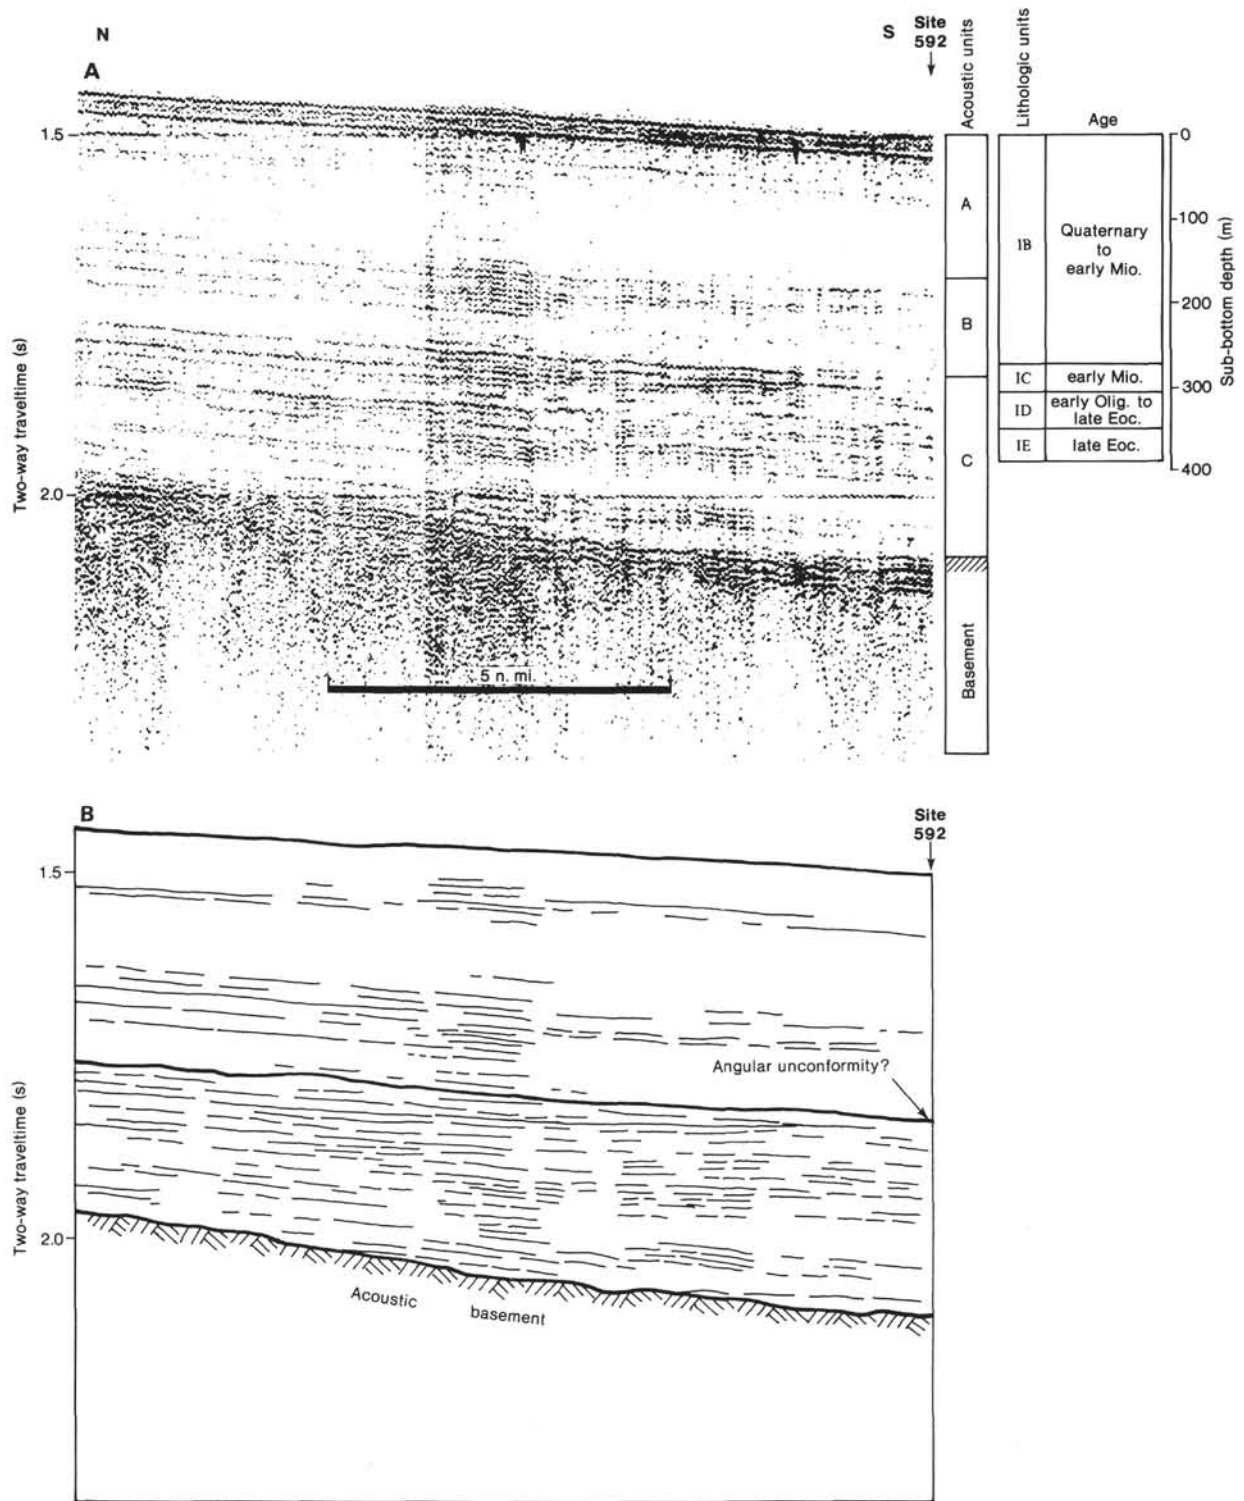 N
S
Site
592
A
Acoustic units
Lithologic units
Age
1.5
0
A
100
IB
Quaternary
to
early Mio.
200
B
Two-way traveltime (s)
Sub-bottom depth (m)
IC
early Mio.
300
ID
early Olig. to
late Eoc.
IE
late Eoc.
C
400
2.0
5 n. mi.
Basement
B
Site
592
1.5
Angular unconformity?
Two-way traveltime (s)
2.0
Acoustic basement